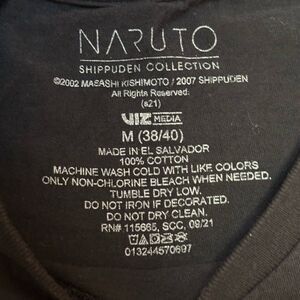 NARUTO
SHIPPUDEN COLLECTION
©2002 MASASHI KISHIMOTO / 2007 SHIPPUDEN
All Rights Reserved.
(s21)
VIZ MEDIA
M (38/40)
MADE IN EL SALVADOR
100% COTTON
MACHINE WASH COLD WITH LIKE COLORS
ONLY NON-CHLORINE BLEACH WHEN NEEDED.
TUMBLE DRY LOW.
DO NOT IRON IF DECORATED.
DO NOT DRY CLEAN.
RN# 115665, SCC, 09/21
013244570697